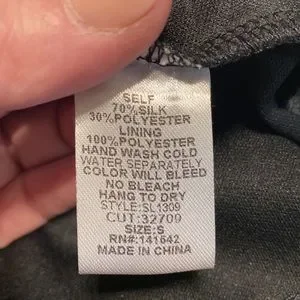 SELF
70% SILK
30% POLYESTER
LINING
100% POLYESTER
HAND WASH COLD
WATER SEPARATELY
COLOR WILL BLEED
NO BLEACH
HANG TO DRY
STYLE: SL1309
CUT: 32709
SIZE: S
RN#: 141642
MADE IN CHINA